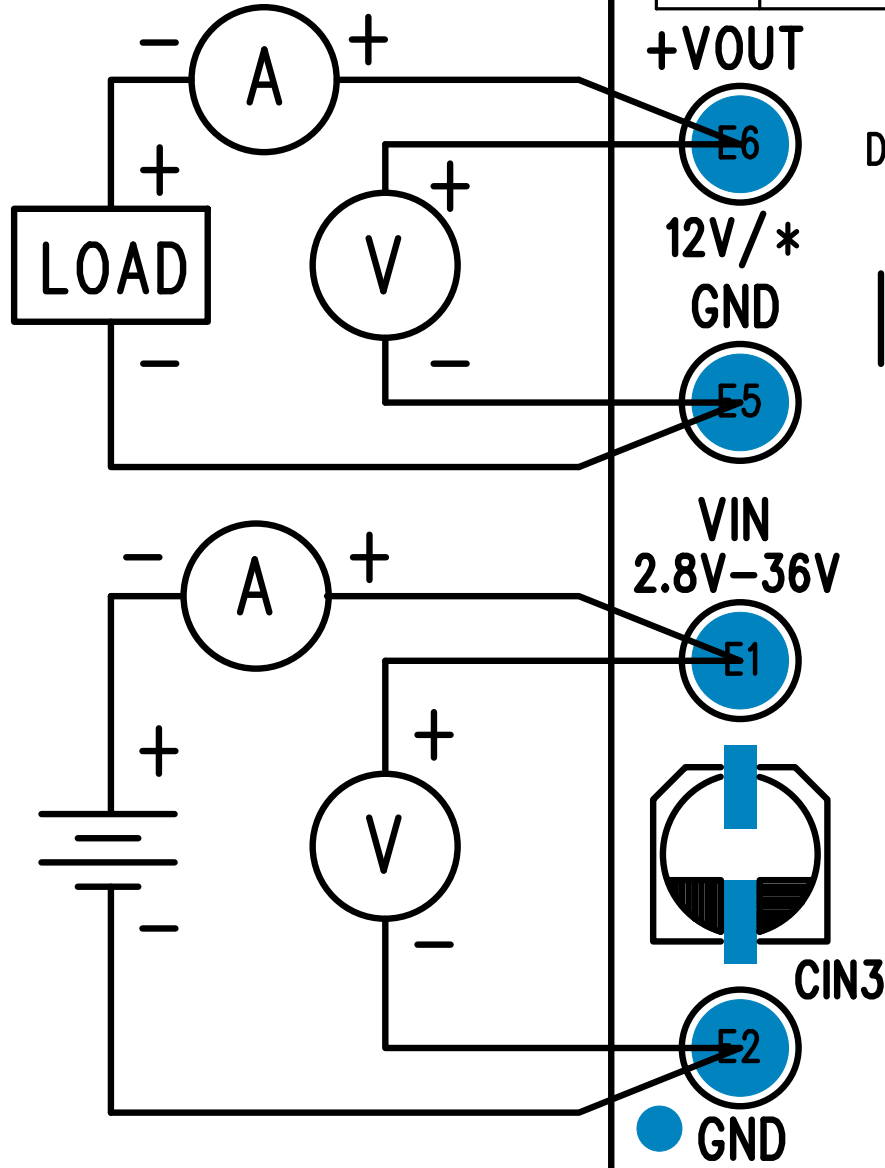 +VOUT
− A +
E6
D
+
+
LOAD
V
12V/*
GND
−
−
E5
VIN
2.8V−36V
− A +
E1
+
+
V
−
−
CIN3
E2
GND